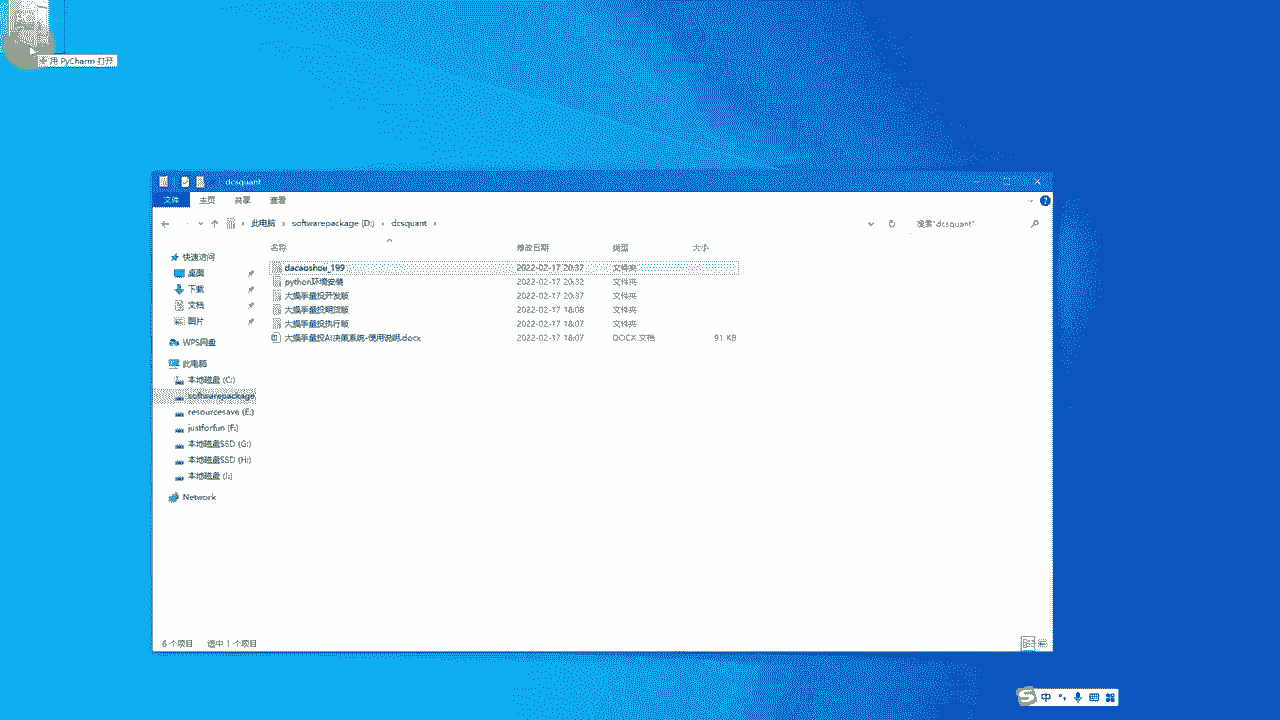 PC
用 PyCharm 打开
dcsquant
文件 主页 共享 查看
此电脑 › softwarepackage (D:) › dcsquant ›
搜索"dcsquant"
名称 修改日期 类型 大小
快速访问
桌面
下载
文档
图片
WPS网盘
此电脑
本地磁盘 (C:)
softwarepackage
resourcesave (E:)
justforfun (F:)
本地磁盘SSD (G:)
本地磁盘SSD (H:)
本地磁盘 (I:)
Network
dacaoshou_199 2022-02-17 20:37 文件夹
python环境安装 2022-02-17 20:32 文件夹
大操手量投开发版 2022-02-17 20:37 文件夹
大操手量投期货版 2022-02-17 18:08 文件夹
大操手量投执行版 2022-02-17 18:07 文件夹
大操手量投AI决策系统-使用说明.docx 2022-02-17 18:07 DOCX 文档 91 KB
6 个项目 选中 1 个项目
中